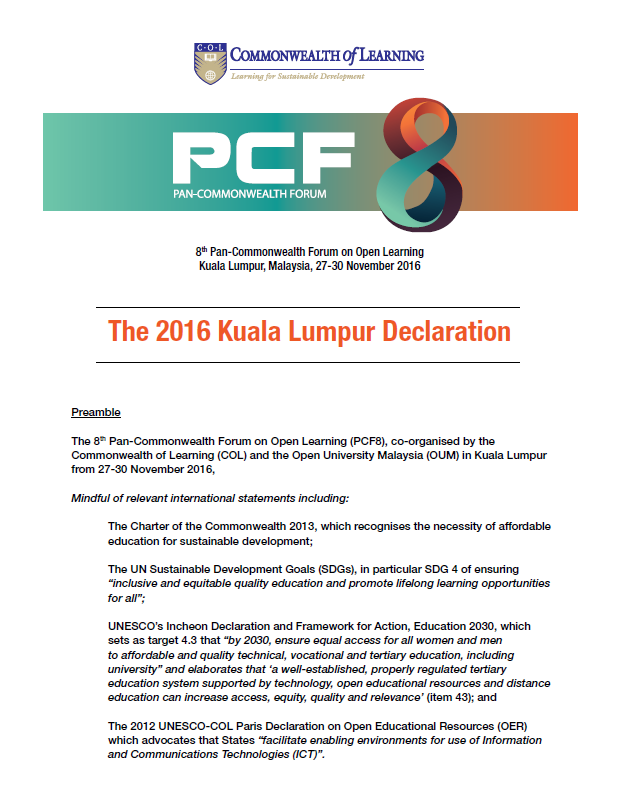 C·O·L
COMMONWEALTH of LEARNING
Learning for Sustainable Development
PCF8
PAN-COMMONWEALTH FORUM
8th Pan-Commonwealth Forum on Open Learning
Kuala Lumpur, Malaysia, 27-30 November 2016
The 2016 Kuala Lumpur Declaration
Preamble
The 8th Pan-Commonwealth Forum on Open Learning (PCF8), co-organised by the
Commonwealth of Learning (COL) and the Open University Malaysia (OUM) in Kuala Lumpur
from 27-30 November 2016,
Mindful of relevant international statements including:
The Charter of the Commonwealth 2013, which recognises the necessity of affordable
education for sustainable development;
The UN Sustainable Development Goals (SDGs), in particular SDG 4 of ensuring
“inclusive and equitable quality education and promote lifelong learning opportunities
for all”;
UNESCO’s Incheon Declaration and Framework for Action, Education 2030, which
sets as target 4.3 that “by 2030, ensure equal access for all women and men
to affordable and quality technical, vocational and tertiary education, including
university” and elaborates that ‘a well-established, properly regulated tertiary
education system supported by technology, open educational resources and distance
education can increase access, equity, quality and relevance’ (item 43); and
The 2012 UNESCO-COL Paris Declaration on Open Educational Resources (OER)
which advocates that States “facilitate enabling environments for use of Information
and Communications Technologies (ICT)”.